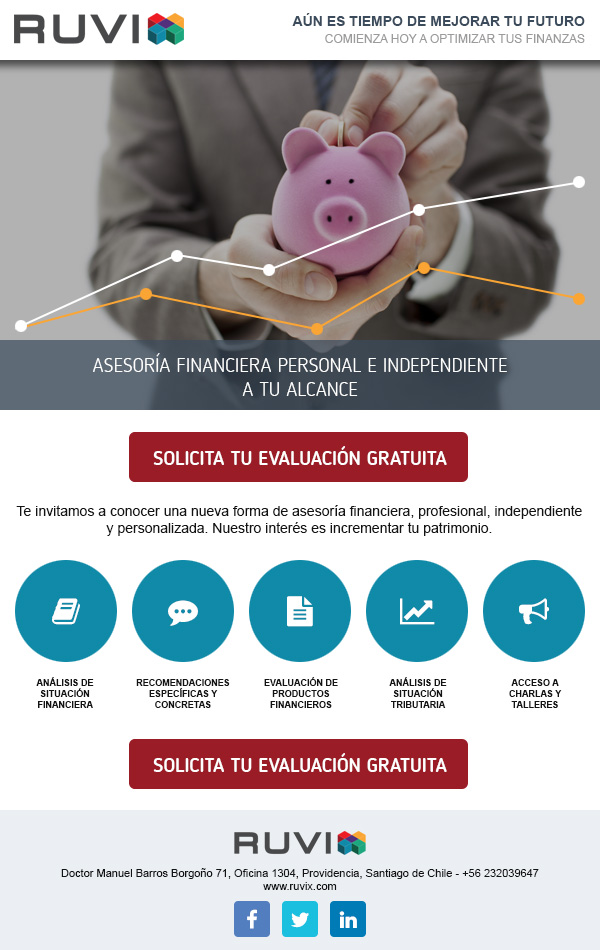 RUVIX
AÚN ES TIEMPO DE MEJORAR TU FUTURO
COMIENZA HOY A OPTIMIZAR TUS FINANZAS
ASESORÍA FINANCIERA PERSONAL E INDEPENDIENTE
A TU ALCANCE
SOLICITA TU EVALUACIÓN GRATUITA
Te invitamos a conocer una nueva forma de asesoría financiera, profesional, independiente
y personalizada. Nuestro interés es incrementar tu patrimonio.
ANÁLISIS DE
SITUACIÓN
FINANCIERA
RECOMENDACIONES
ESPECÍFICAS Y
CONCRETAS
EVALUACIÓN DE
PRODUCTOS
FINANCIEROS
ANÁLISIS DE
SITUACIÓN
TRIBUTARIA
ACCESO A
CHARLAS Y
TALLERES
SOLICITA TU EVALUACIÓN GRATUITA
RUVIX
Doctor Manuel Barros Borgoño 71, Oficina 1304, Providencia, Santiago de Chile - +56 232039647
www.ruvix.com